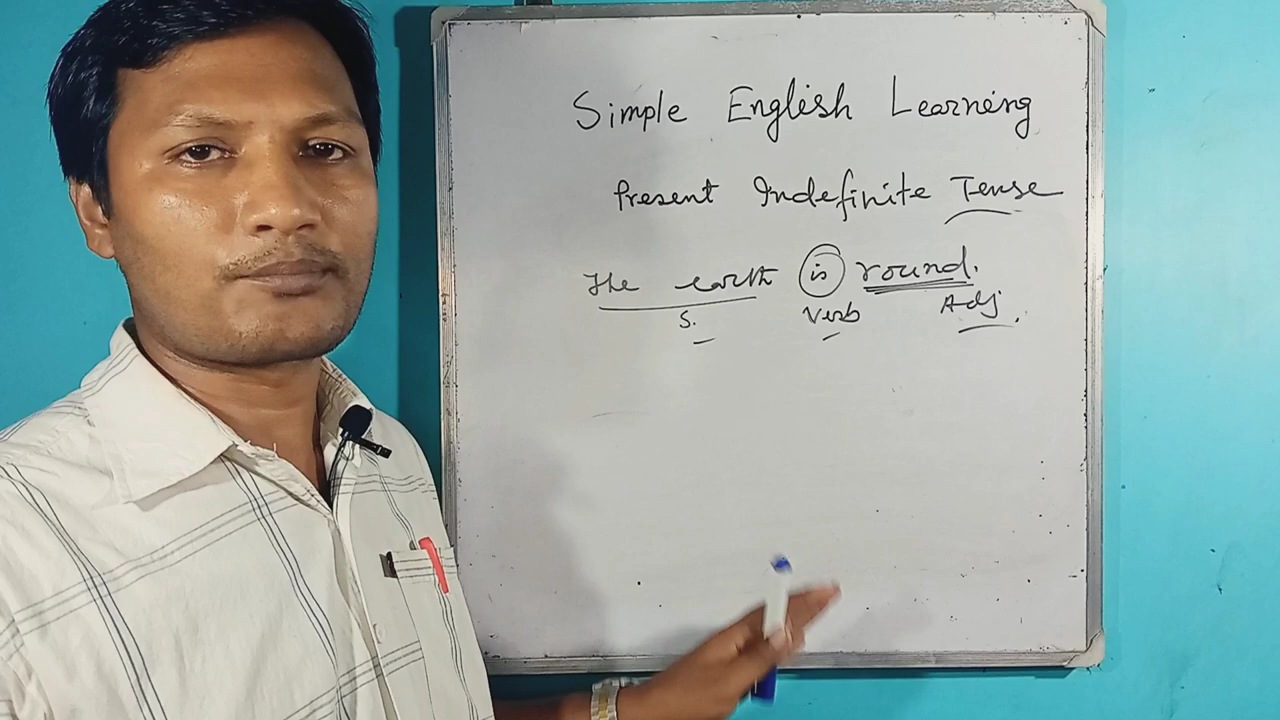 Simple English Learning
Present Indefinite Tense
The earth is round.
S. Verb Adj.